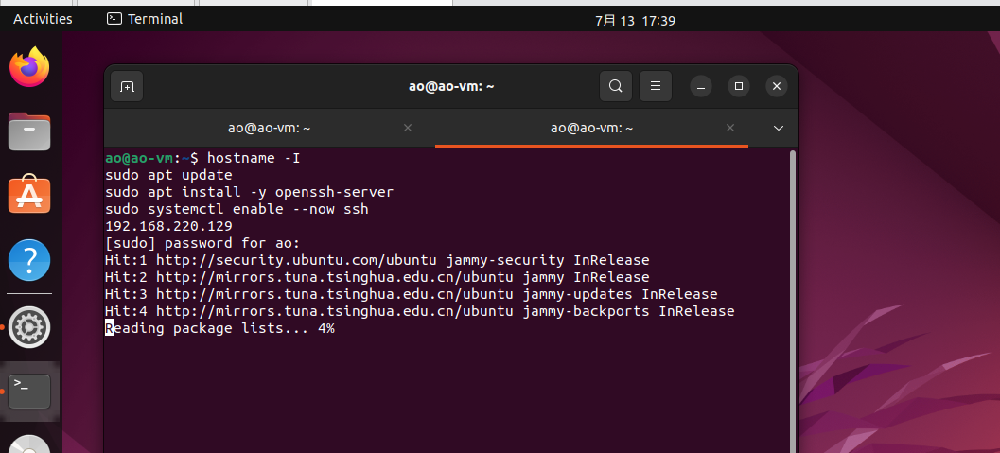 Activities
Terminal
7月 13 17:39
ao@ao-vm: ~
ao@ao-vm: ~
ao@ao-vm: ~
ao@ao-vm:~$ hostname -I
sudo apt update
sudo apt install -y openssh-server
sudo systemctl enable --now ssh
192.168.220.129
[sudo] password for ao:
Hit:1 http://security.ubuntu.com/ubuntu jammy-security InRelease
Hit:2 http://mirrors.tuna.tsinghua.edu.cn/ubuntu jammy InRelease
Hit:3 http://mirrors.tuna.tsinghua.edu.cn/ubuntu jammy-updates InRelease
Hit:4 http://mirrors.tuna.tsinghua.edu.cn/ubuntu jammy-backports InRelease
Reading package lists... 4%